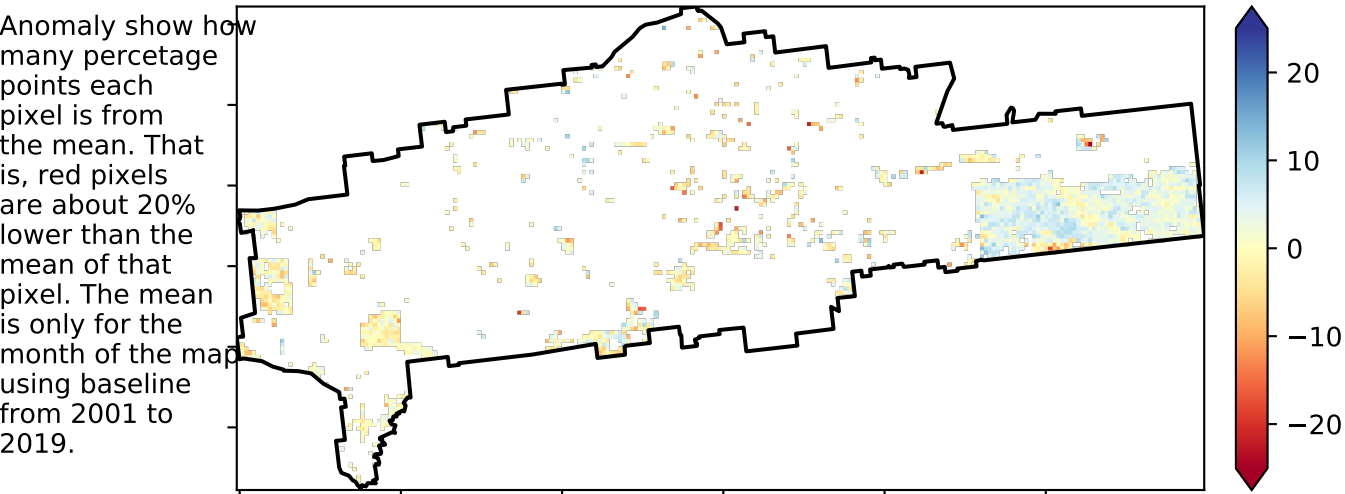 Anomaly show how
many percetage
points each
pixel is from
the mean. That
is, red pixels
are about 20%
lower than the
mean of that
pixel. The mean
is only for the
month of the map
using baseline
from 2001 to
2019.
20
10
0
−10
−20